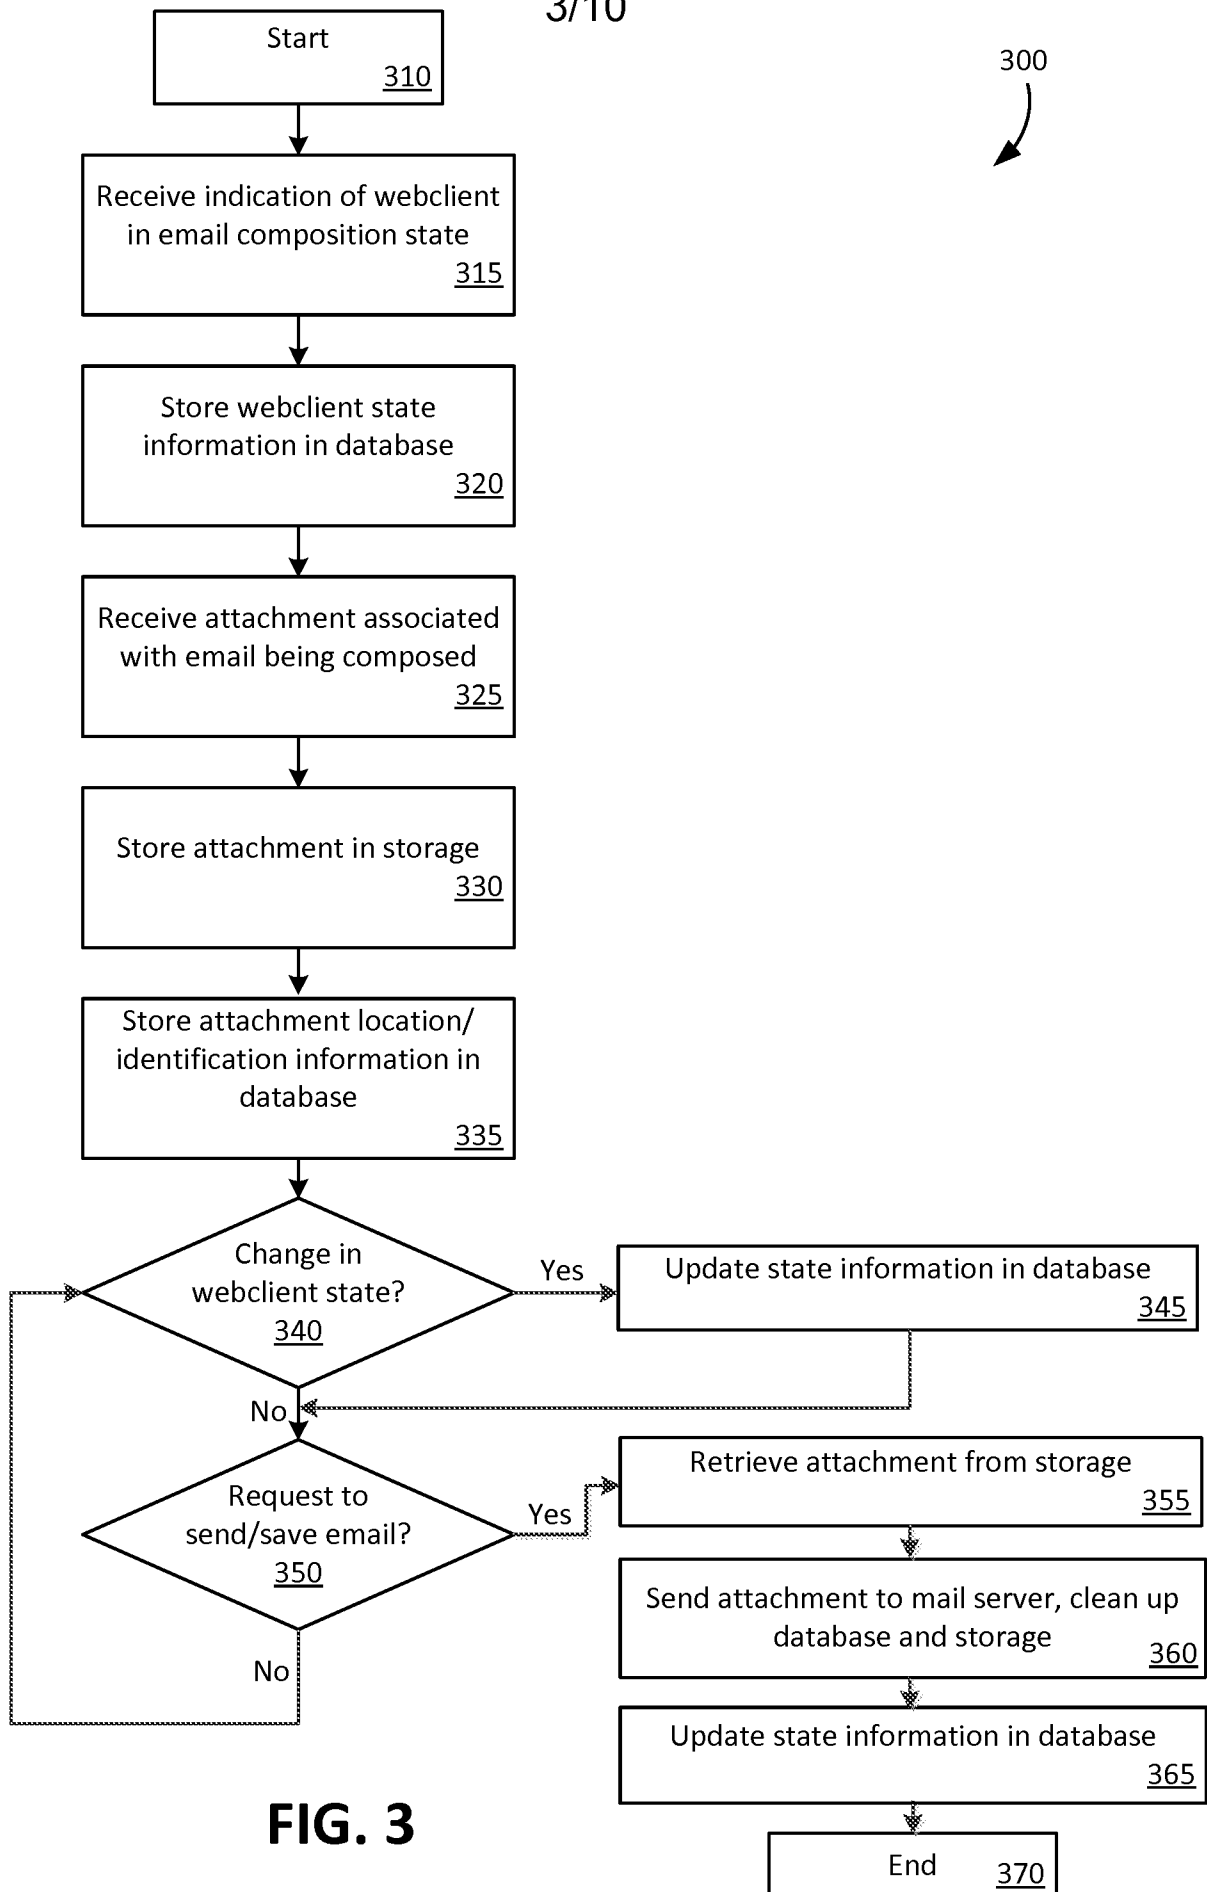 3/10
300
Start
310
Receive indication of webclient
in email composition state
315
Store webclient state
information in database
320
Receive attachment associated
with email being composed
325
Store attachment in storage
330
Store attachment location/
identification information in
database
335
Change in
webclient state?
340
Yes
Update state information in database
345
No
Request to
send/save email?
350
Yes
Retrieve attachment from storage
355
Send attachment to mail server, clean up
database and storage
360
No
Update state information in database
365
End
370
FIG. 3